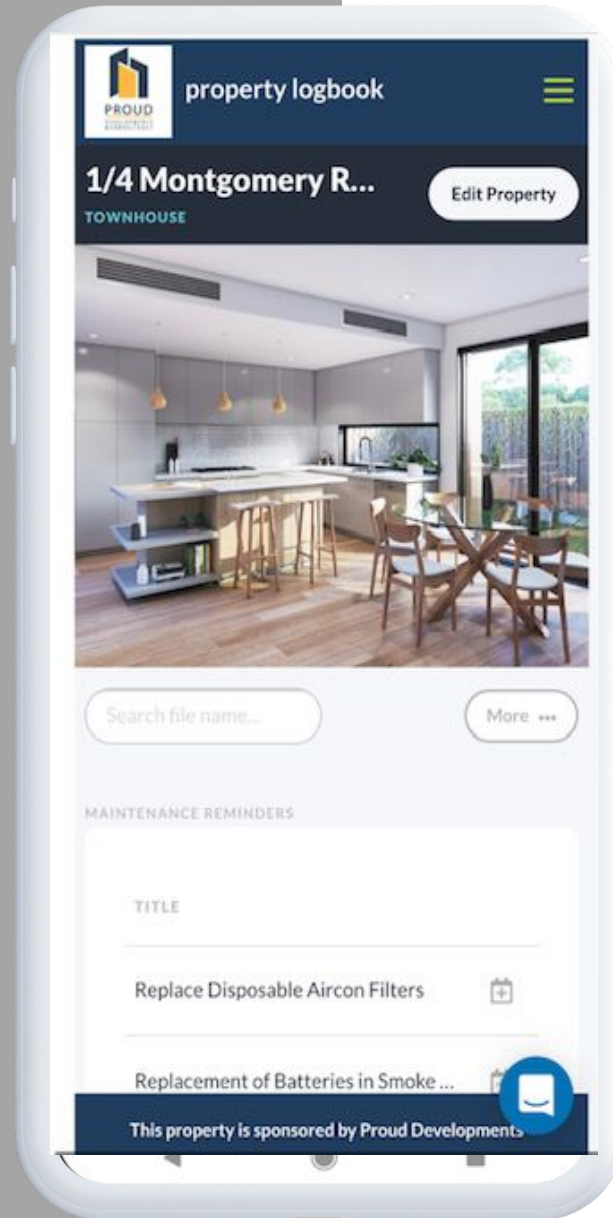 PROUD
property logbook
1/4 Montgomery R...
Edit Property
TOWNHOUSE
Search file name...
More •••
MAINTENANCE REMINDERS
TITLE
Replace Disposable Aircon Filters
Replacement of Batteries in Smoke ...
This property is sponsored by Proud Developments